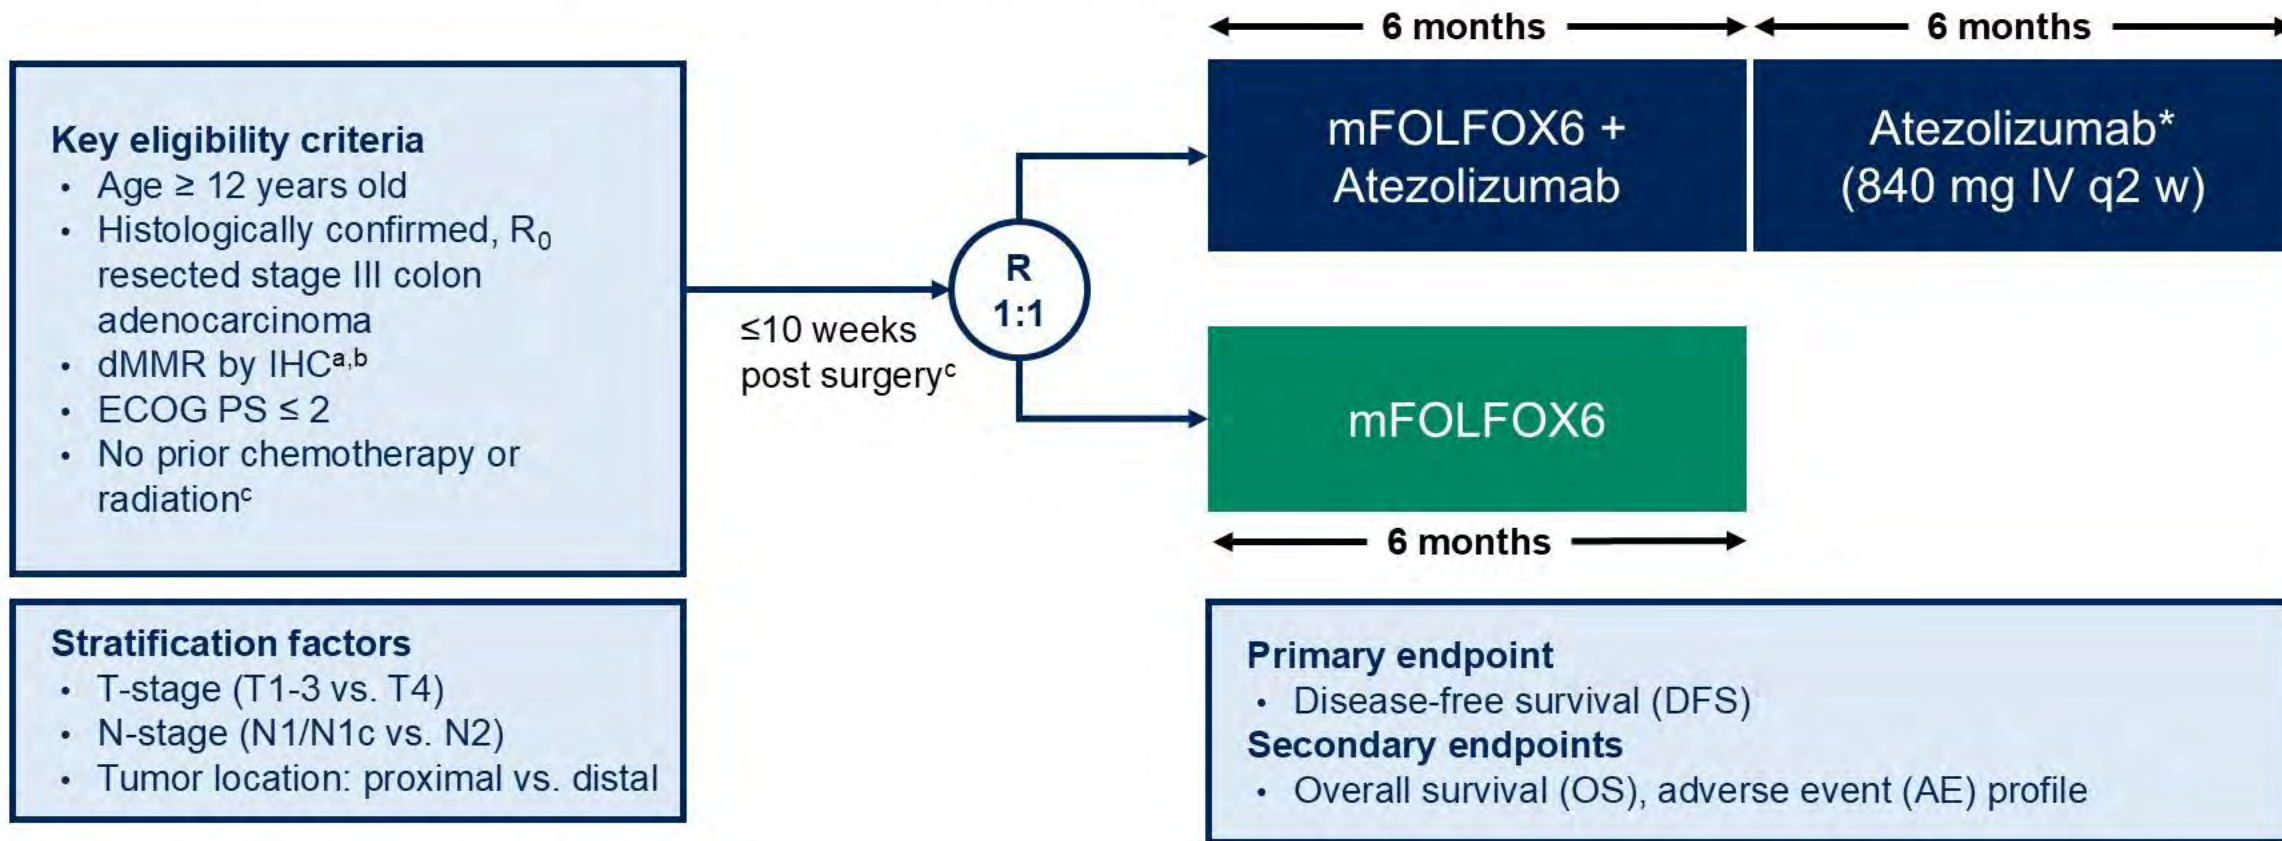 Key eligibility criteria
• Age ≥ 12 years old
• Histologically confirmed, R₀
resected stage III colon
adenocarcinoma
• dMMR by IHCᵃ,ᵇ
• ECOG PS ≤ 2
• No prior chemotherapy or
radiationᶜ
Stratification factors
• T-stage (T1-3 vs. T4)
• N-stage (N1/N1c vs. N2)
• Tumor location: proximal vs. distal
≤10 weeks
post surgeryᶜ
R
1:1
6 months
6 months
mFOLFOX6 +
Atezolizumab
Atezolizumab*
(840 mg IV q2 w)
mFOLFOX6
6 months
Primary endpoint
• Disease-free survival (DFS)
Secondary endpoints
• Overall survival (OS), adverse event (AE) profile